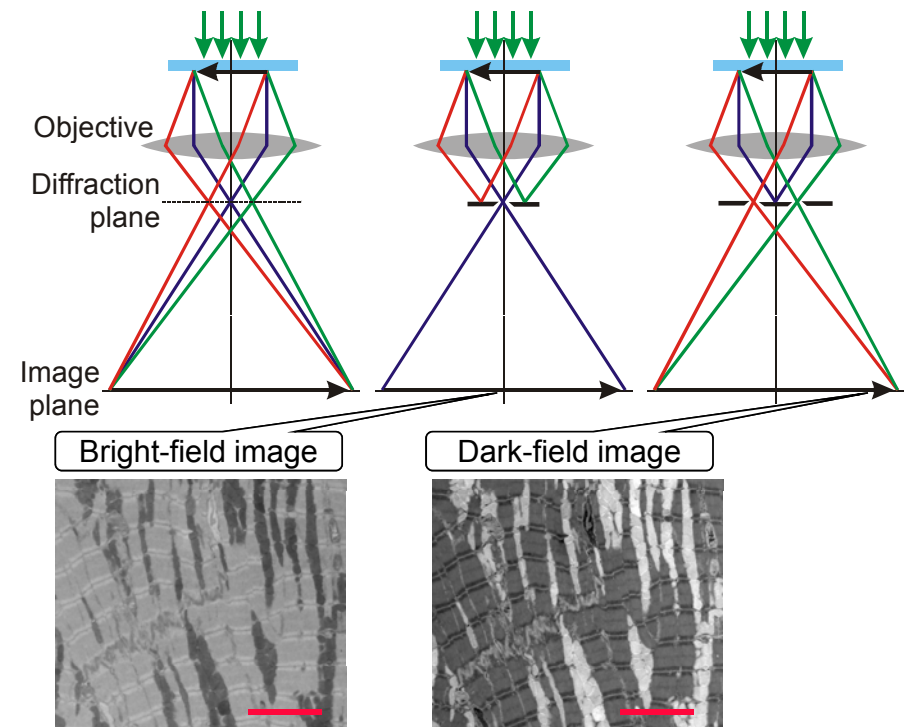 Objective
Diffraction
plane
Image
plane
Bright-field image
Dark-field image